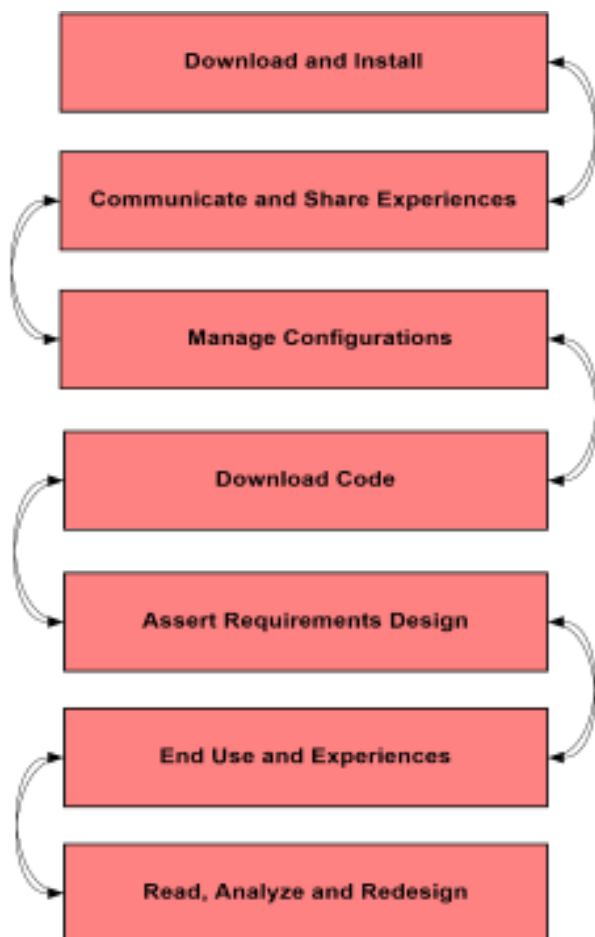 Download and Install
Communicate and Share Experiences
Manage Configurations
Download Code
Assert Requirements Design
End Use and Experiences
Read, Analyze and Redesign